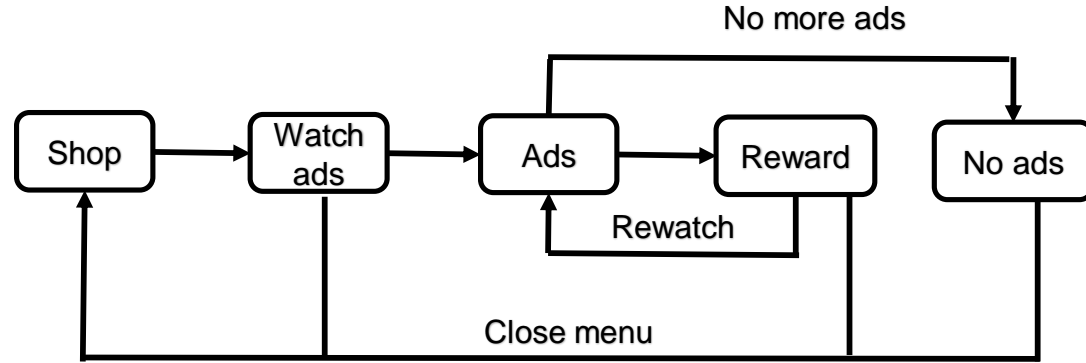 No more ads
Shop
Watch
ads
Ads
Reward
No ads
Rewatch
Close menu